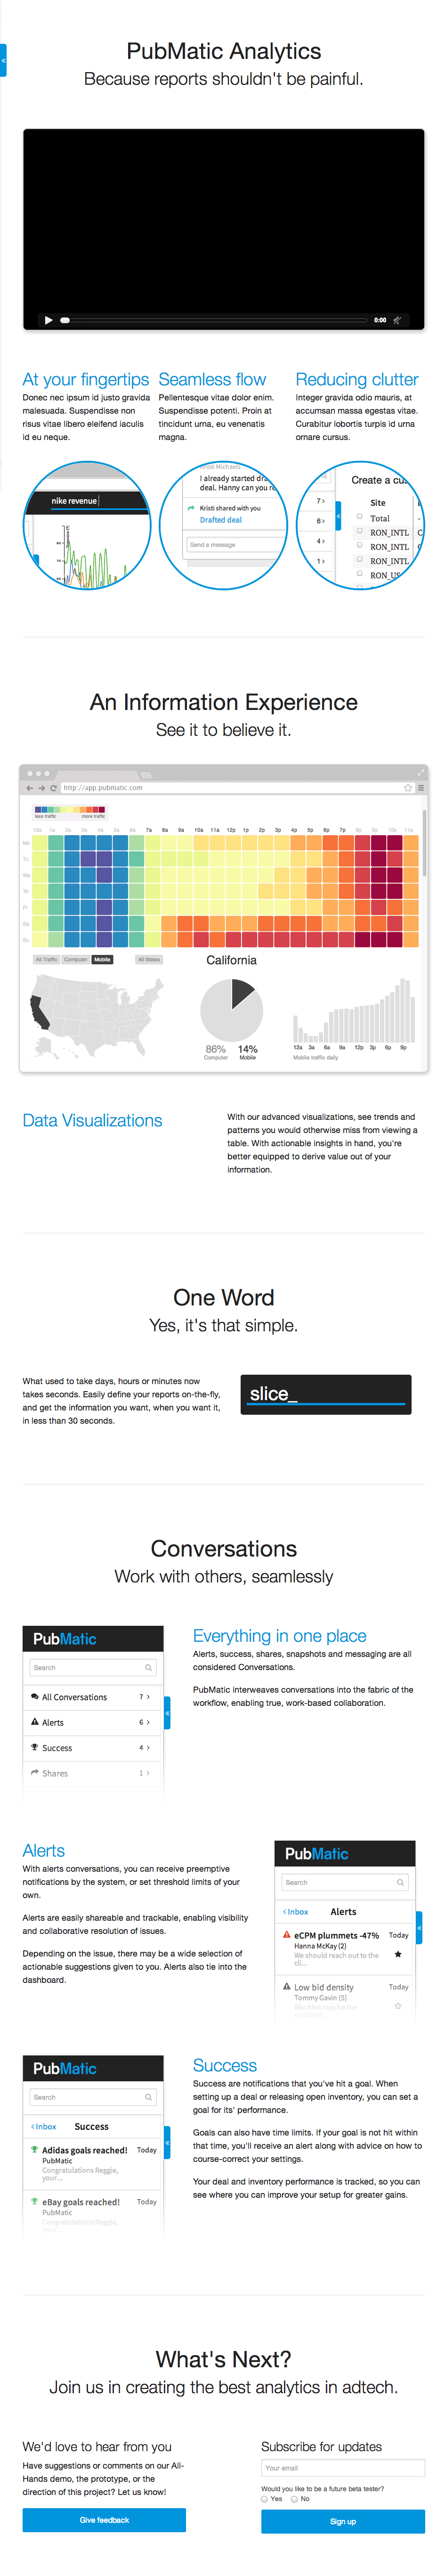 PubMatic Analytics
Because reports shouldn't be painful.
0:00
At your fingertips
Donec nec ipsum id justo gravida
malesuada. Suspendisse non
risus vitae libero eleifend iaculis
id eu neque.
Seamless flow
Pellentesque vitae dolor enim.
Suspendisse potenti. Proin at
tincidunt urna, eu venenatis
magna.
Reducing clutter
Integer gravida odio mauris, at
accumsan massa egestas vitae.
Curabitur lobortis turpis id urna
ornare cursus.
nike revenue
Kristi Michaels
I already started dra
deal. Hanny can you re
Kristi shared with you
Drafted deal
Send a message
7 >
6 >
4 >
1 >
Create a cu
Site
Total
RON_INTL
RON_INTL
RON_INTL
RON_US
An Information Experience
See it to believe it.
http://app.pubmatic.com
less traffic
more traffic
12a 1a 2a 3a 4a 5a 6a 7a 8a 9a 10a 11a 12p 1p 2p 3p 4p 5p 6p 7p 8p 9p 10p 11p
Mo
Tu
We
Th
Fr
Sa
Su
All Traffic Computer Mobile All States
California
86% 14%
Computer Mobile
12a 3a 6a 9a 12p 3p 6p 9p
Mobile traffic daily
Data Visualizations
With our advanced visualizations, see trends and
patterns you would otherwise miss from viewing a
table. With actionable insights in hand, you're
better equipped to derive value out of your
information.
One Word
Yes, it's that simple.
What used to take days, hours or minutes now
takes seconds. Easily define your reports on-the-fly,
and get the information you want, when you want it,
in less than 30 seconds.
slice_
Conversations
Work with others, seamlessly
PubMatic
Search
All Conversations 7 >
Alerts 6 >
Success 4 >
Shares 1 >
Everything in one place
Alerts, success, shares, snapshots and messaging are all
considered Conversations.
PubMatic interweaves conversations into the fabric of the
workflow, enabling true, work-based collaboration.
Alerts
With alerts conversations, you can receive preemptive
notifications by the system, or set threshold limits of your
own.
Alerts are easily shareable and trackable, enabling visibility
and collaborative resolution of issues.
Depending on the issue, there may be a wide selection of
actionable suggestions given to you. Alerts also tie into the
dashboard.
PubMatic
Search
< Inbox Alerts
eCPM plummets -47% Today
Hanna McKay (2)
We should reach out to the
cli...
Low bid density Today
Tommy Gavin (5)
Blocklist may be the
PubMatic
Search
< Inbox Success
Adidas goals reached! Today
PubMatic
Congratulations Reggie,
your...
eBay goals reached! Today
PubMatic
Congratulations Reggie,
your...
Success
Success are notifications that you've hit a goal. When
setting up a deal or releasing open inventory, you can set a
goal for its' performance.
Goals can also have time limits. If your goal is not hit within
that time, you'll receive an alert along with advice on how to
course-correct your settings.
Your deal and inventory performance is tracked, so you can
see where you can improve your setup for greater gains.
What's Next?
Join us in creating the best analytics in adtech.
We'd love to hear from you
Have suggestions or comments on our All-
Hands demo, the prototype, or the
direction of this project? Let us know!
Give feedback
Subscribe for updates
Your email
Would you like to be a future beta tester?
Yes No
Sign up